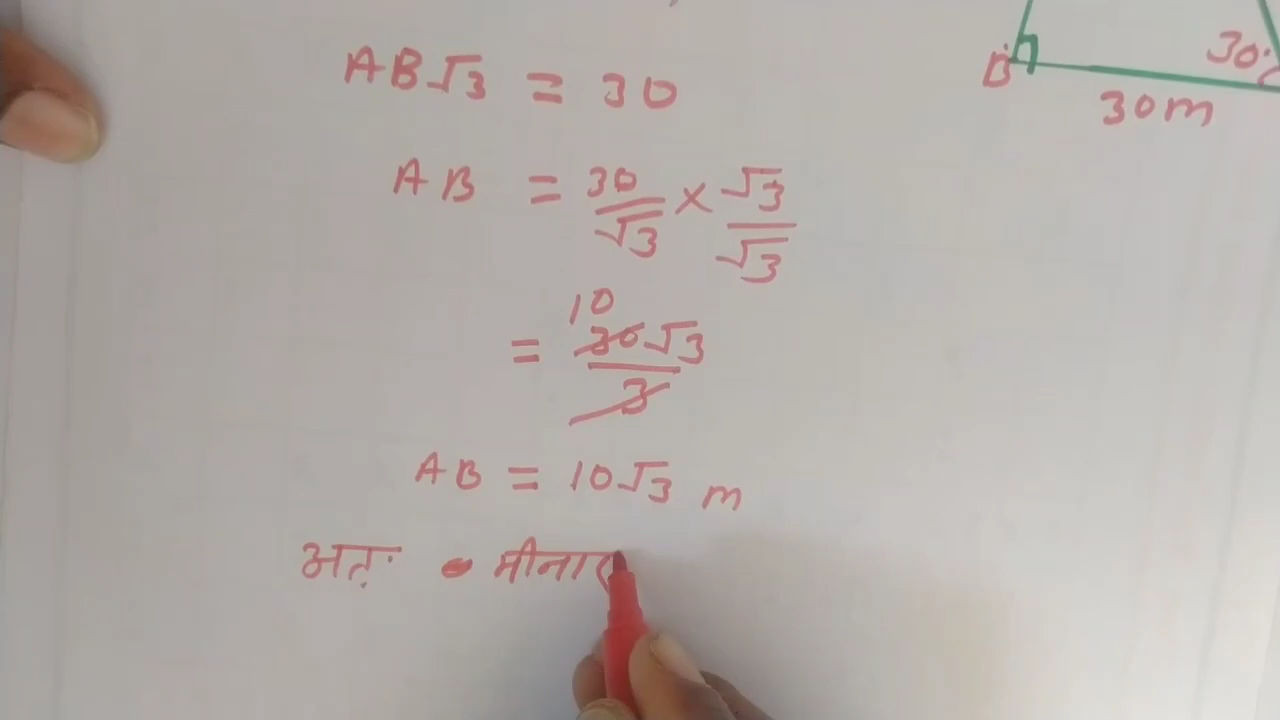 AB√3 = 30
AB = 30/√3 × √3/√3
10
= 30√3/3
AB = 10√3 m
अतः मीनार
B
30°
30m